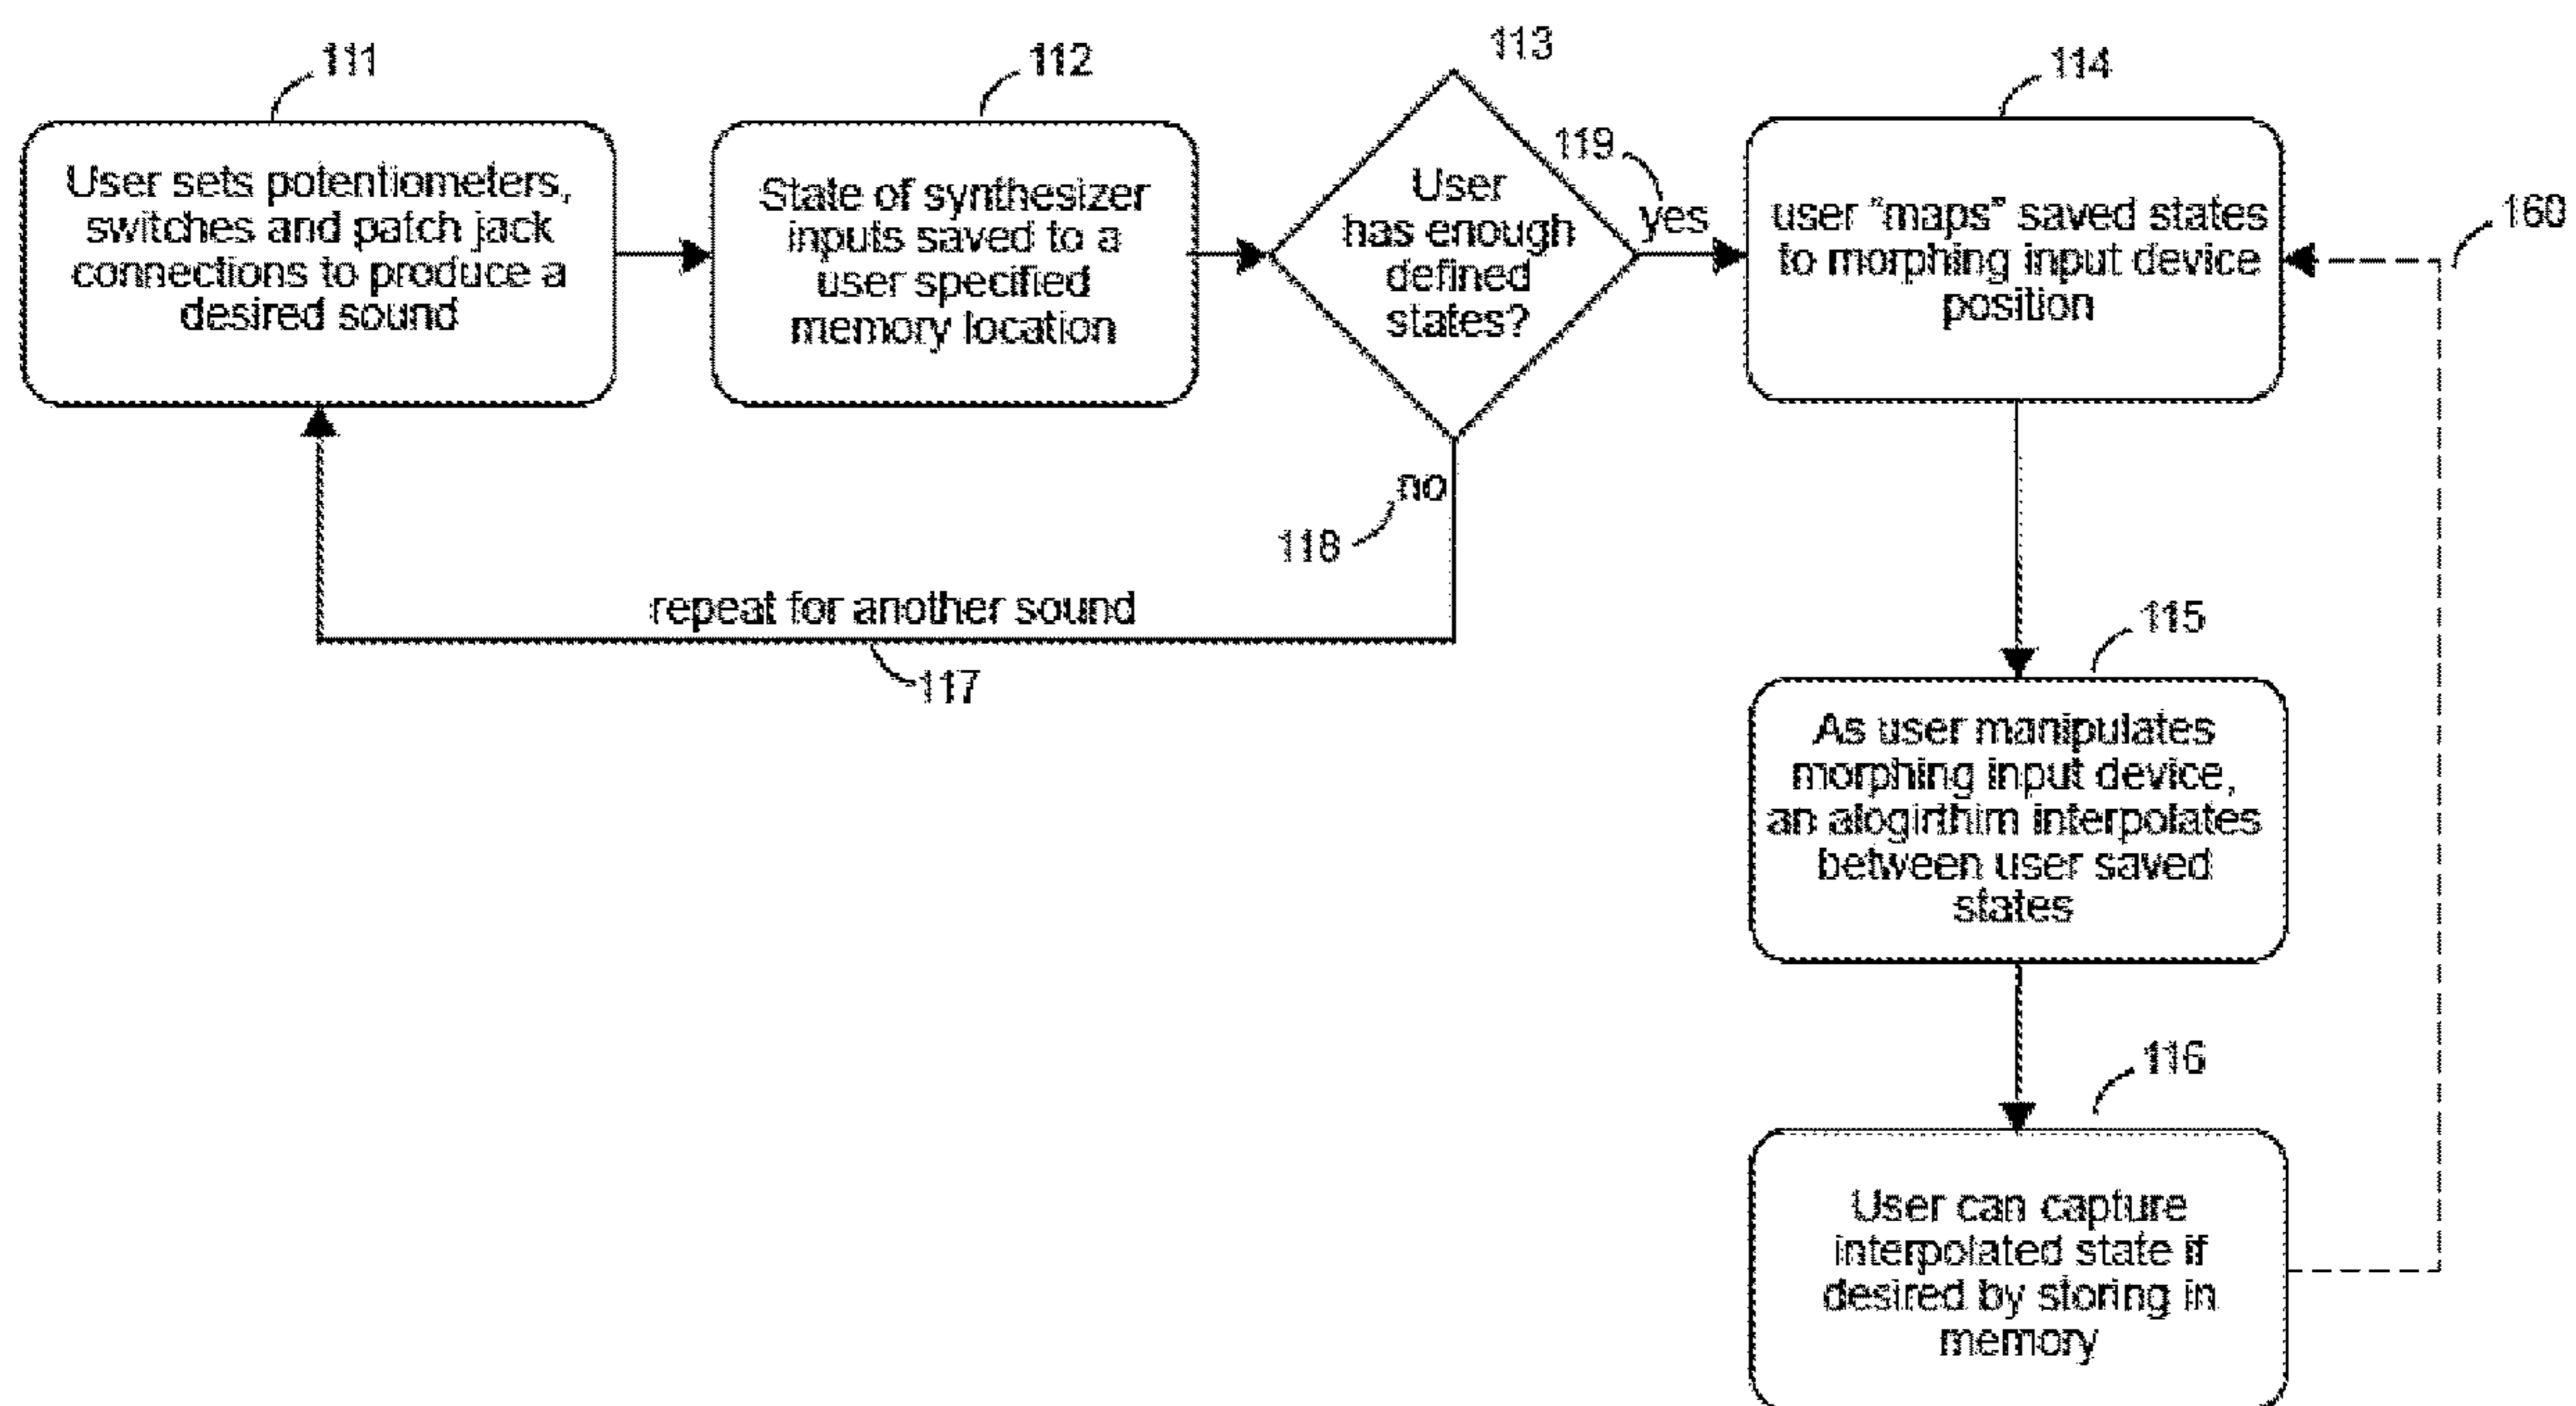 111
User sets potentiometers,
switches and patch jack
connections to produce a
desired sound
112
State of synthesizer
inputs saved to a
user specified
memory location
113
User
has enough
defined
states?
119
yes
114
user "maps" saved states
to morphing input device
position
160
no
118
repeat for another sound
117
115
As user manipulates
morphing input device,
an alogirthim interpolates
between user saved
states
116
User can capture
interpolated state if
desired by storing in
memory